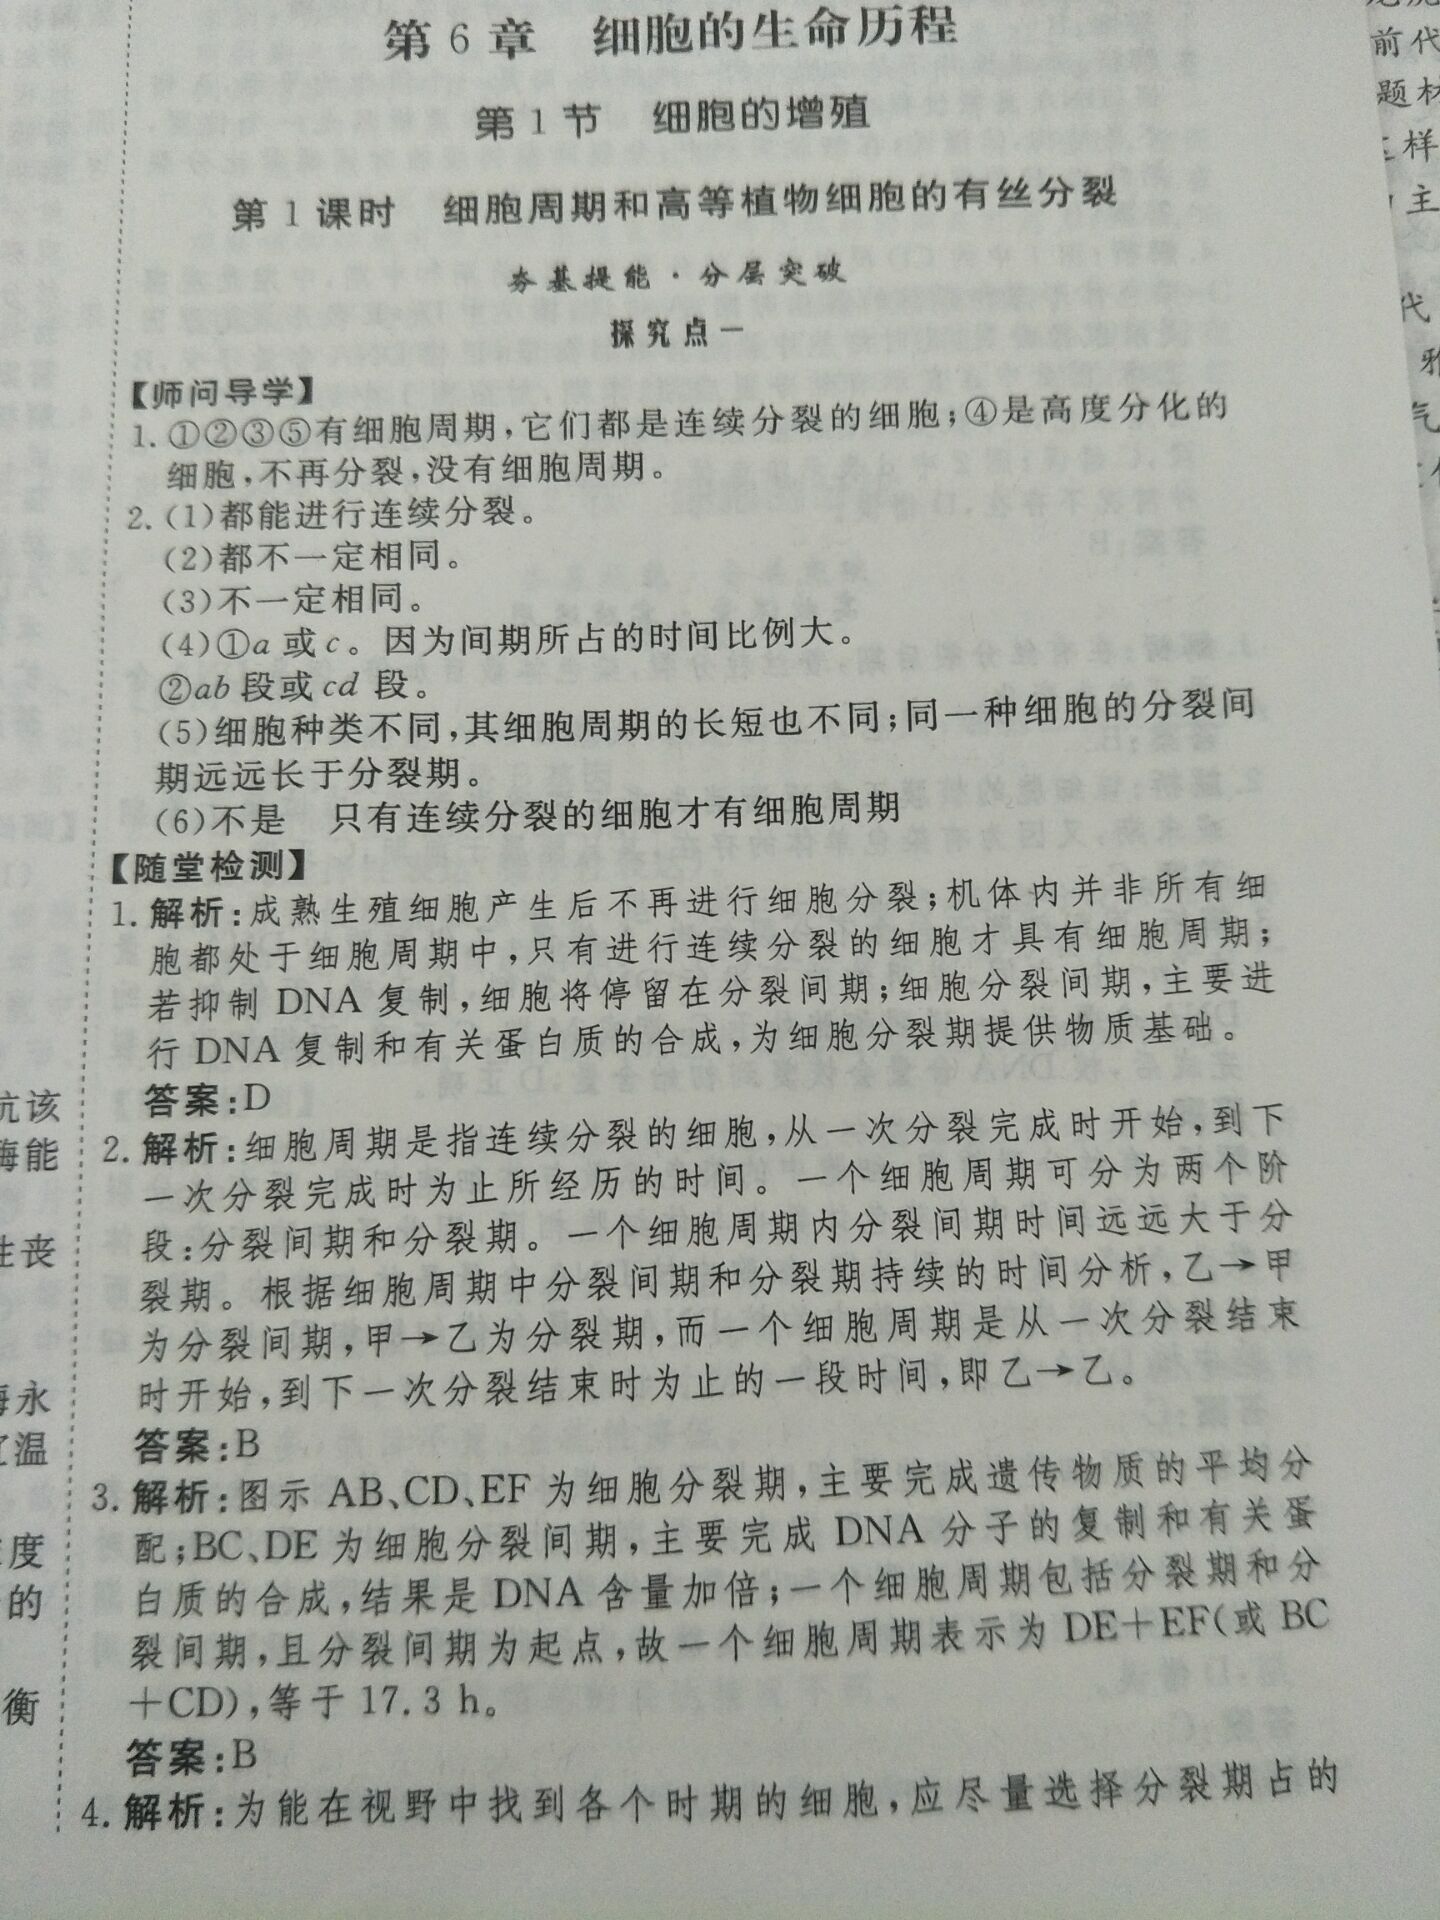 第6章 细胞的生命历程
第1节 细胞的增殖
第1课时 细胞周期和高等植物细胞的有丝分裂
夯基提能·分层突破
探究点一
【师问导学】
1.①②③⑤有细胞周期,它们都是连续分裂的细胞;④是高度分化的
细胞,不再分裂,没有细胞周期。
2.(1)都能进行连续分裂。
(2)都不一定相同。
(3)不一定相同。
(4)①a或c。因为间期所占的时间比例大。
②ab段或cd段。
(5)细胞种类不同,其细胞周期的长短也不同;同一种细胞的分裂间
期远远长于分裂期。
(6)不是 只有连续分裂的细胞才有细胞周期
【随堂检测】
1.解析:成熟生殖细胞产生后不再进行细胞分裂;机体内并非所有细
胞都处于细胞周期中,只有进行连续分裂的细胞才具有细胞周期;
若抑制DNA复制,细胞将停留在分裂间期;细胞分裂间期,主要进
行DNA复制和有关蛋白质的合成,为细胞分裂期提供物质基础。
答案:D
2.解析:细胞周期是指连续分裂的细胞,从一次分裂完成时开始,到下
一次分裂完成时为止所经历的时间。一个细胞周期可分为两个阶
段:分裂间期和分裂期。一个细胞周期内分裂间期时间远远大于分
裂期。根据细胞周期中分裂间期和分裂期持续的时间分析,乙→甲
为分裂间期,甲→乙为分裂期,而一个细胞周期是从一次分裂结束
时开始,到下一次分裂结束时为止的一段时间,即乙→乙。
答案:B
3.解析:图示AB、CD、EF为细胞分裂期,主要完成遗传物质的平均分
配;BC、DE为细胞分裂间期,主要完成DNA分子的复制和有关蛋
白质的合成,结果是DNA含量加倍;一个细胞周期包括分裂期和分
裂间期,且分裂间期为起点,故一个细胞周期表示为DE+EF(或BC
+CD),等于17.3 h。
答案:B
4.解析:为能在视野中找到各个时期的细胞,应尽量选择分裂期占的
前代
题材
样
主
代
抗该
能
丧
永
温
度
的
衡